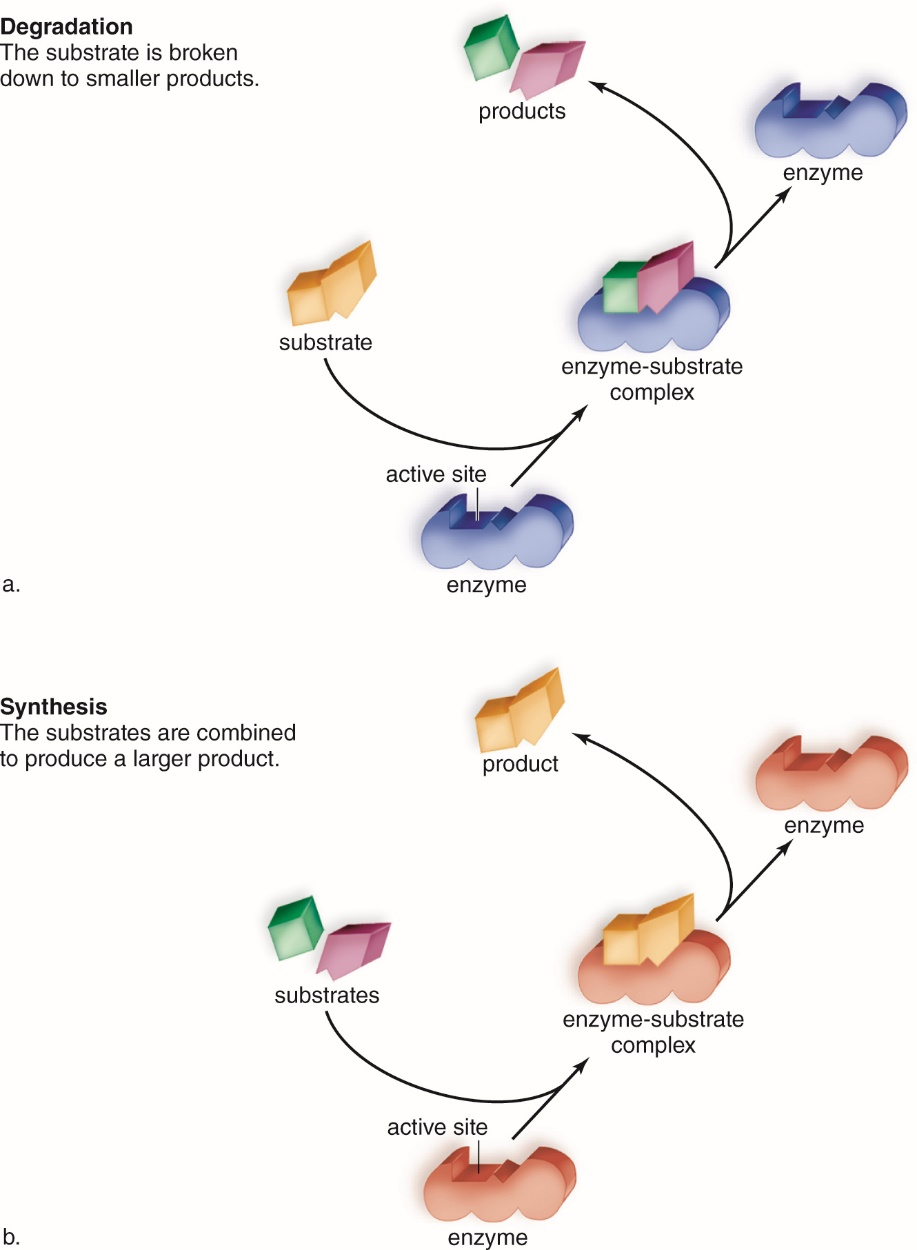 Degradation
The substrate is broken
down to smaller products.
products
enzyme
substrate
enzyme-substrate
complex
active site
enzyme
a.
Synthesis
The substrates are combined
to produce a larger product.
product
enzyme
substrates
enzyme-substrate
complex
active site
enzyme
b.